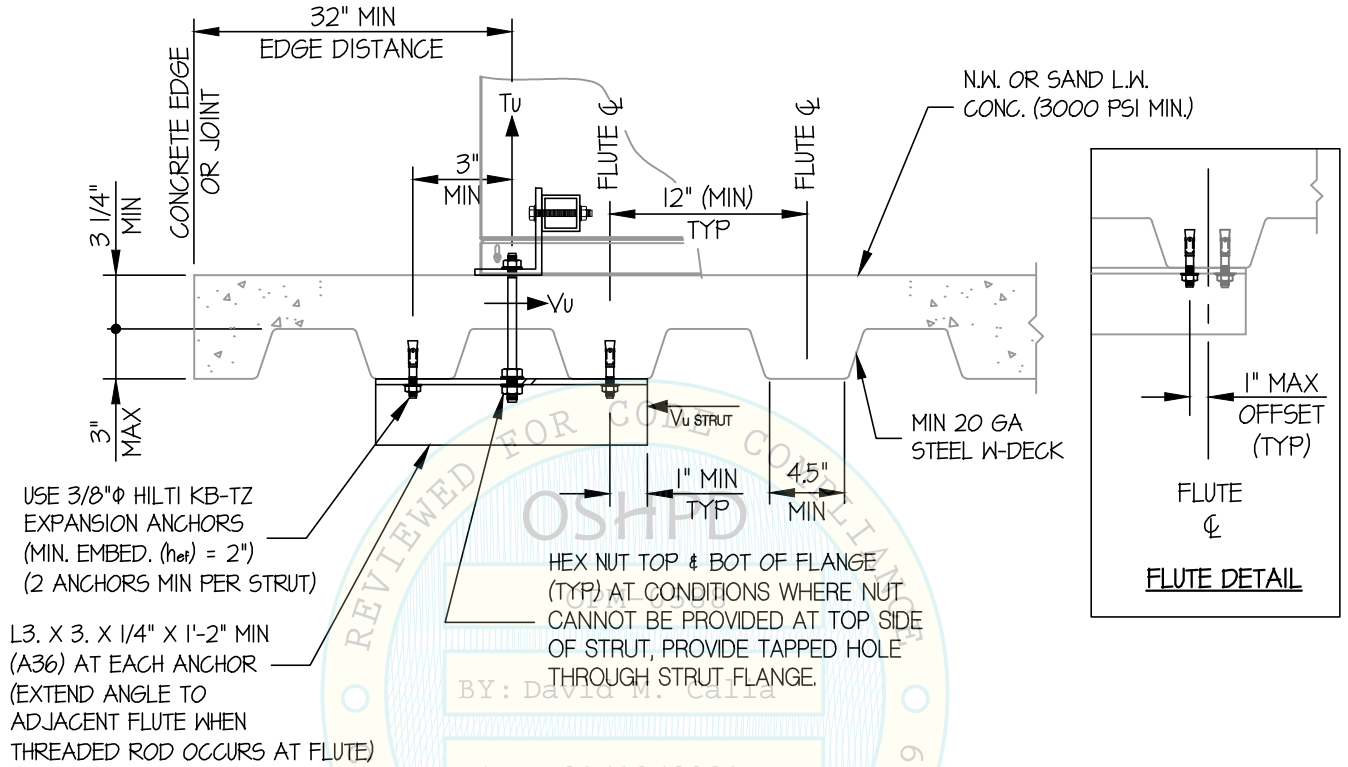 32" MIN
EDGE DISTANCE
CONCRETE EDGE
OR JOINT
Tu
FLUTE ℄
FLUTE ℄
3"
MIN
12" (MIN)
TYP
N.W. OR SAND L.W.
CONC. (3000 PSI MIN.)
3 1/4"
MIN
Vu
3"
MAX
Vu STRUT
MIN 20 GA
STEEL W-DECK
1" MIN
TYP
4.5"
MIN
USE 3/8"Φ HILTI KB-TZ
EXPANSION ANCHORS
(MIN. EMBED. (hef) = 2")
(2 ANCHORS MIN PER STRUT)
L3. X 3. X 1/4" X 1'-2" MIN
(A36) AT EACH ANCHOR
(EXTEND ANGLE TO
ADJACENT FLUTE WHEN
THREADED ROD OCCURS AT FLUTE)
HEX NUT TOP & BOT OF FLANGE
(TYP) AT CONDITIONS WHERE NUT
CANNOT BE PROVIDED AT TOP SIDE
OF STRUT, PROVIDE TAPPED HOLE
THROUGH STRUT FLANGE.
1" MAX
OFFSET
(TYP)
FLUTE
℄
FLUTE DETAIL
REVIEWED FOR CODE COMPLIANCE
OSHPD
BY: David M. Calla